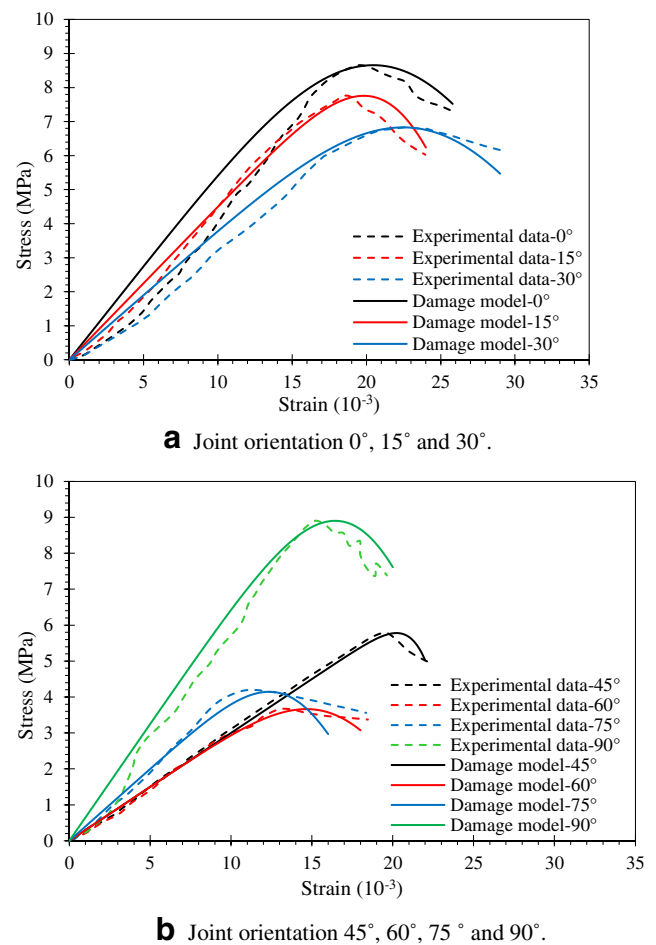 10
9
8
7
6
5
4
3
2
1
0
Stress (MPa)
Experimental data-0°
Experimental data-15°
Experimental data-30°
Damage model-0°
Damage model-15°
Damage model-30°
0 5 10 15 20 25 30 35
Strain (10-3)
a Joint orientation 0°, 15° and 30°.
10
9
8
7
6
5
4
3
2
1
0
Stress (MPa)
Experimental data-45°
Experimental data-60°
Experimental data-75°
Experimental data-90°
Damage model-45°
Damage model-60°
Damage model-75°
Damage model-90°
0 5 10 15 20 25 30 35
Strain (10-3)
b Joint orientation 45°, 60°, 75 ° and 90°.